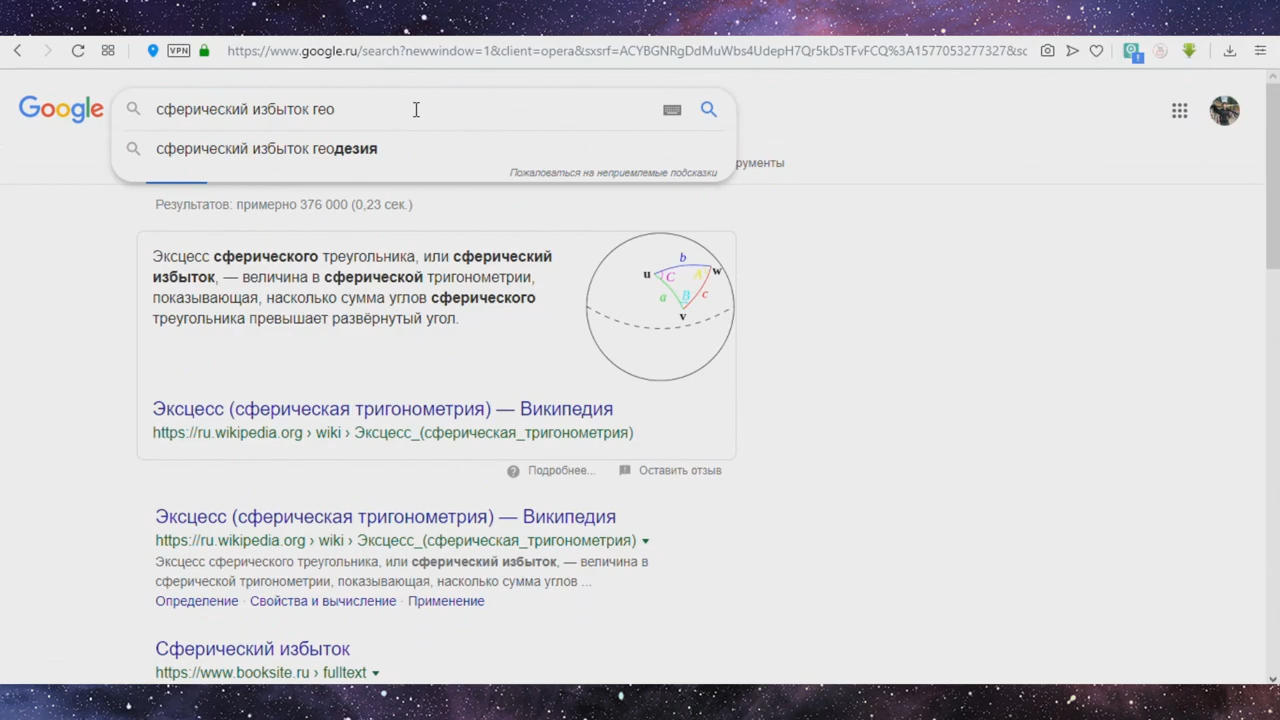 VPN
https://www.google.ru/search?newwindow=1&client=opera&sxsrf=ACYBGNRgDdMuWbs4UdepH7Qr5kDsTFvFCQ%3A1577053277327&sc
Google
сферический избыток гео
сферический избыток геодезия
Пожаловаться на неприемлемые подсказки
рументы
Результатов: примерно 376 000 (0,23 сек.)
Эксцесс сферического треугольника, или сферический
избыток, — величина в сферической тригонометрии,
показывающая, насколько сумма углов сферического
треугольника превышает развёрнутый угол.
b
u C A w
a B c
v
Эксцесс (сферическая тригонометрия) — Википедия
https://ru.wikipedia.org › wiki › Эксцесс_(сферическая_тригонометрия)
Подробнее... Оставить отзыв
Эксцесс (сферическая тригонометрия) — Википедия
https://ru.wikipedia.org › wiki › Эксцесс_(сферическая_тригонометрия)
Эксцесс сферического треугольника, или сферический избыток, — величина в
сферической тригонометрии, показывающая, насколько сумма углов ...
Определение · Свойства и вычисление · Применение
Сферический избыток
https://www.booksite.ru › fulltext